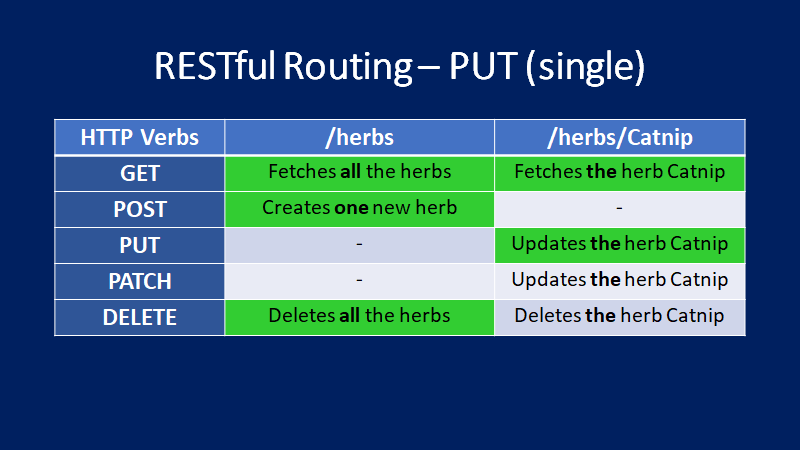 RESTful Routing – PUT (single)
HTTP Verbs /herbs /herbs/Catnip
GET Fetches all the herbs Fetches the herb Catnip
POST Creates one new herb -
PUT - Updates the herb Catnip
PATCH - Updates the herb Catnip
DELETE Deletes all the herbs Deletes the herb Catnip